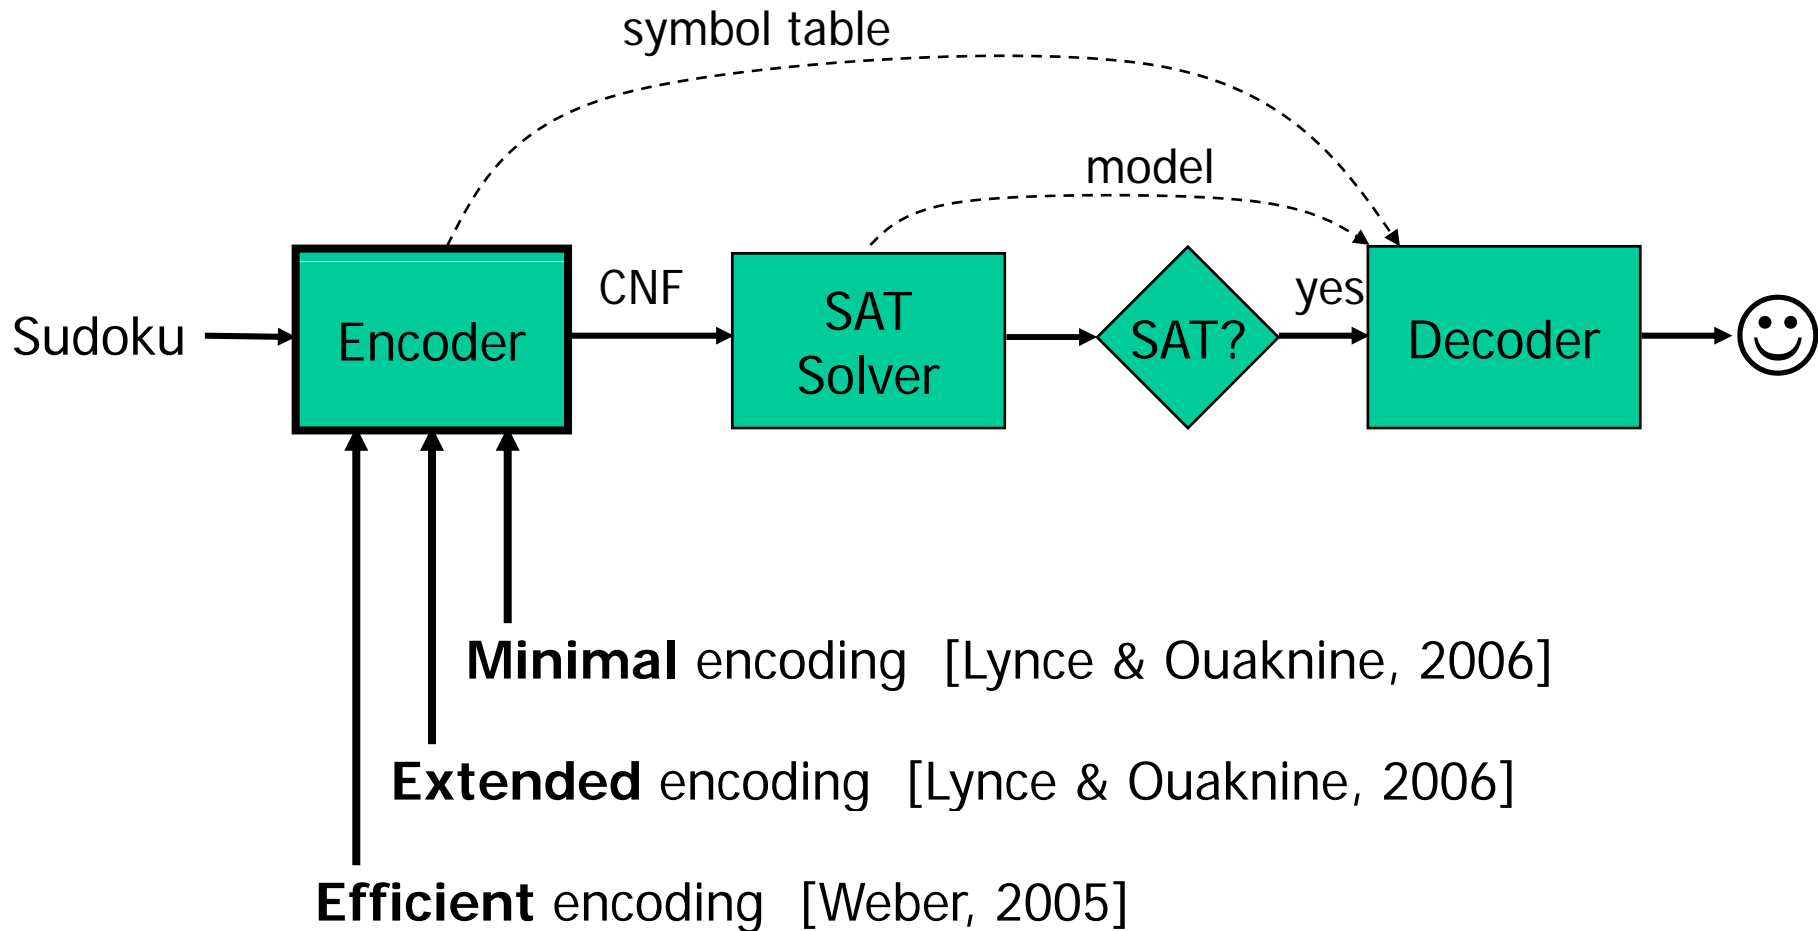 symbol table
model
CNF
yes
Sudoku
Encoder
SAT
Solver
SAT?
Decoder
Minimal encoding [Lynce & Ouaknine, 2006]
Extended encoding [Lynce & Ouaknine, 2006]
Efficient encoding [Weber, 2005]